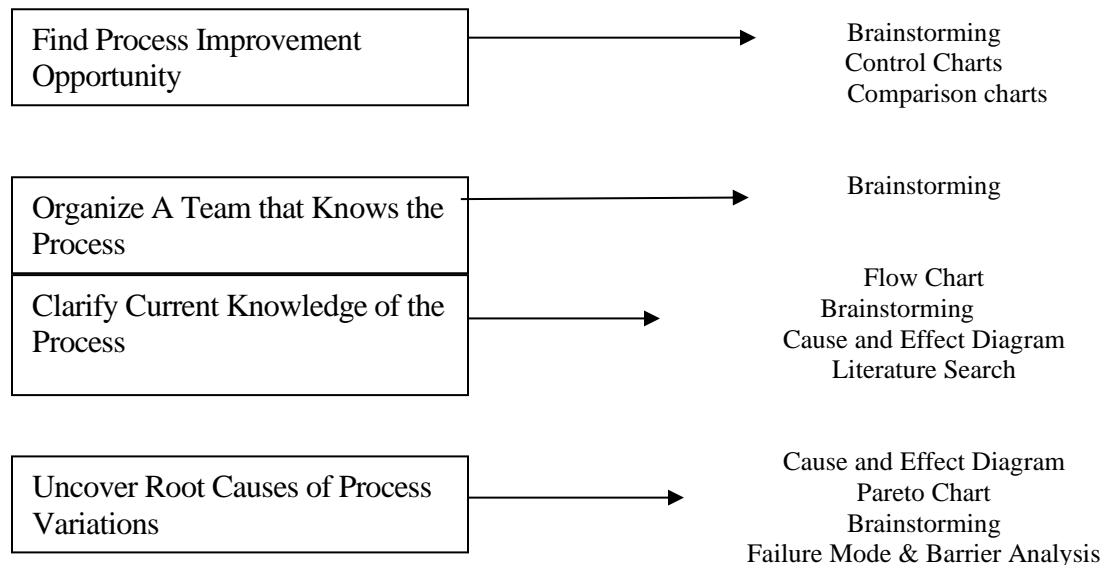 Find Process Improvement
Opportunity
Brainstorming
Control Charts
Comparison charts
Organize A Team that Knows the
Process
Brainstorming
Clarify Current Knowledge of the
Process
Flow Chart
Brainstorming
Cause and Effect Diagram
Literature Search
Uncover Root Causes of Process
Variations
Cause and Effect Diagram
Pareto Chart
Brainstorming
Failure Mode & Barrier Analysis